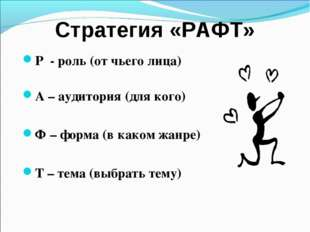 Стратегия «РАФТ»
Р - роль (от чьего лица)
А – аудитория (для кого)
Ф – форма (в каком жанре)
Т – тема (выбрать тему)